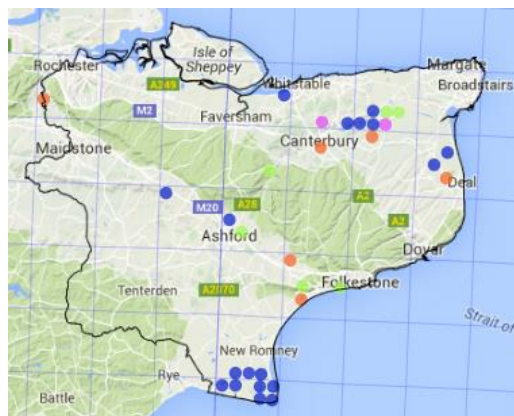 Isle of
Sheppey
Rochester
Margate
A249
Whitstable
Broadstairs
M2
Faversham
Canterbury
Maidstone
Deal
M20
A28
A2
Ashford
A2
Dover
A2070
Folkestone
Tenterden
Strait of
New Romney
Rye
Battle